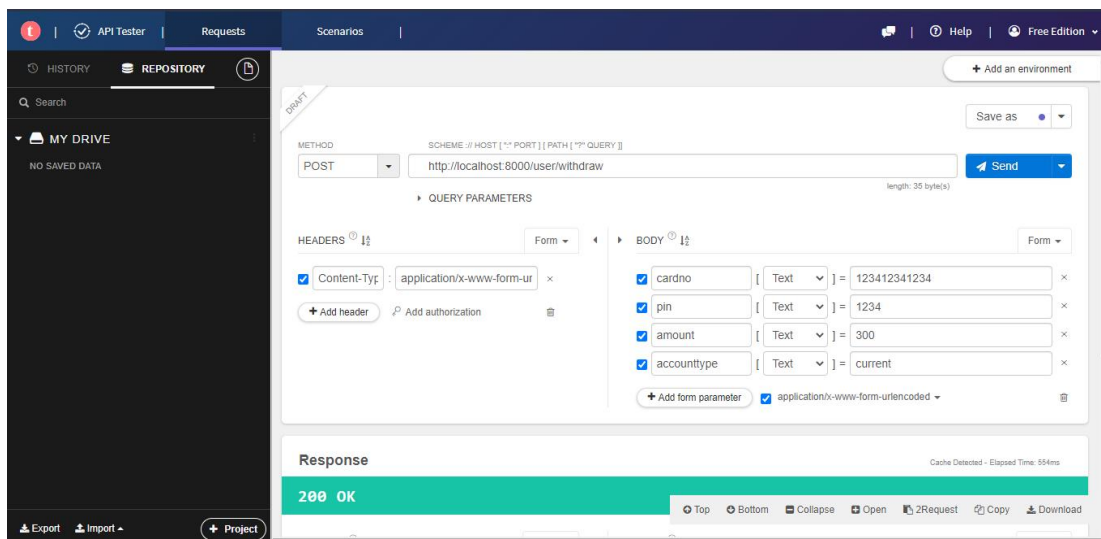 t | API Tester | Requests Scenarios | Help | Free Edition
HISTORY REPOSITORY
+ Add an environment
Search
DRAFT
Save as
MY DRIVE
NO SAVED DATA
METHOD SCHEME :// HOST [ ":" PORT ] [ PATH [ "?" QUERY ]]
POST http://localhost:8000/user/withdraw Send
length: 35 byte(s)
QUERY PARAMETERS
HEADERS ? Form BODY ? Form
Content-Typ : application/x-www-form-ur × cardno [ Text ] = 123412341234 ×
+ Add header Add authorization pin [ Text ] = 1234 ×
amount [ Text ] = 300 ×
accounttype [ Text ] = current ×
+ Add form parameter application/x-www-form-urlencoded
Response Cache Detected - Elapsed Time: 554ms
200 OK
Top Bottom Collapse Open 2Request Copy Download
Export Import + Project